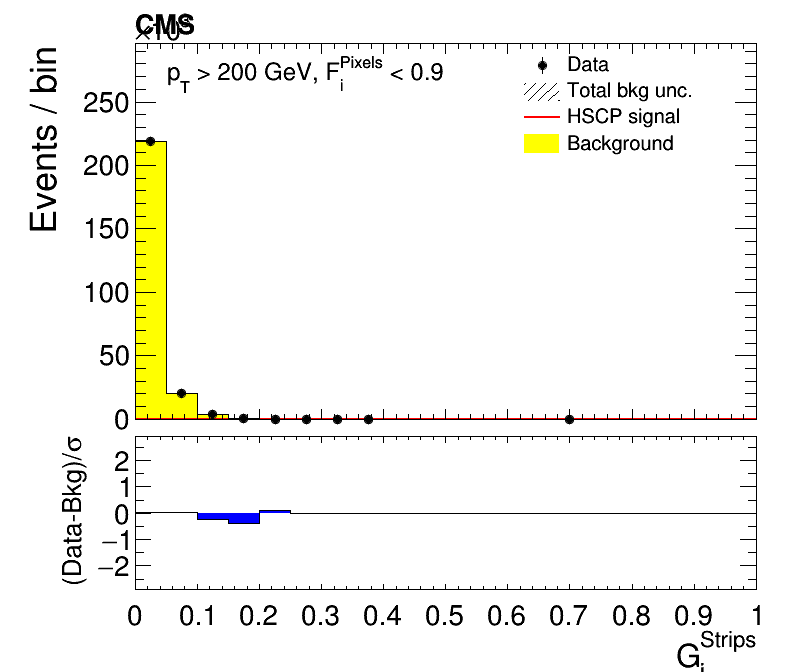 CMS
×10³
p_T > 200 GeV, F_i^Pixels < 0.9
Data
Total bkg unc.
HSCP signal
Background
Events / bin
250
200
150
100
50
0
(Data-Bkg)/σ
2
1
0
−1
−2
0 0.1 0.2 0.3 0.4 0.5 0.6 0.7 0.8 0.9 1
G_i^Strips